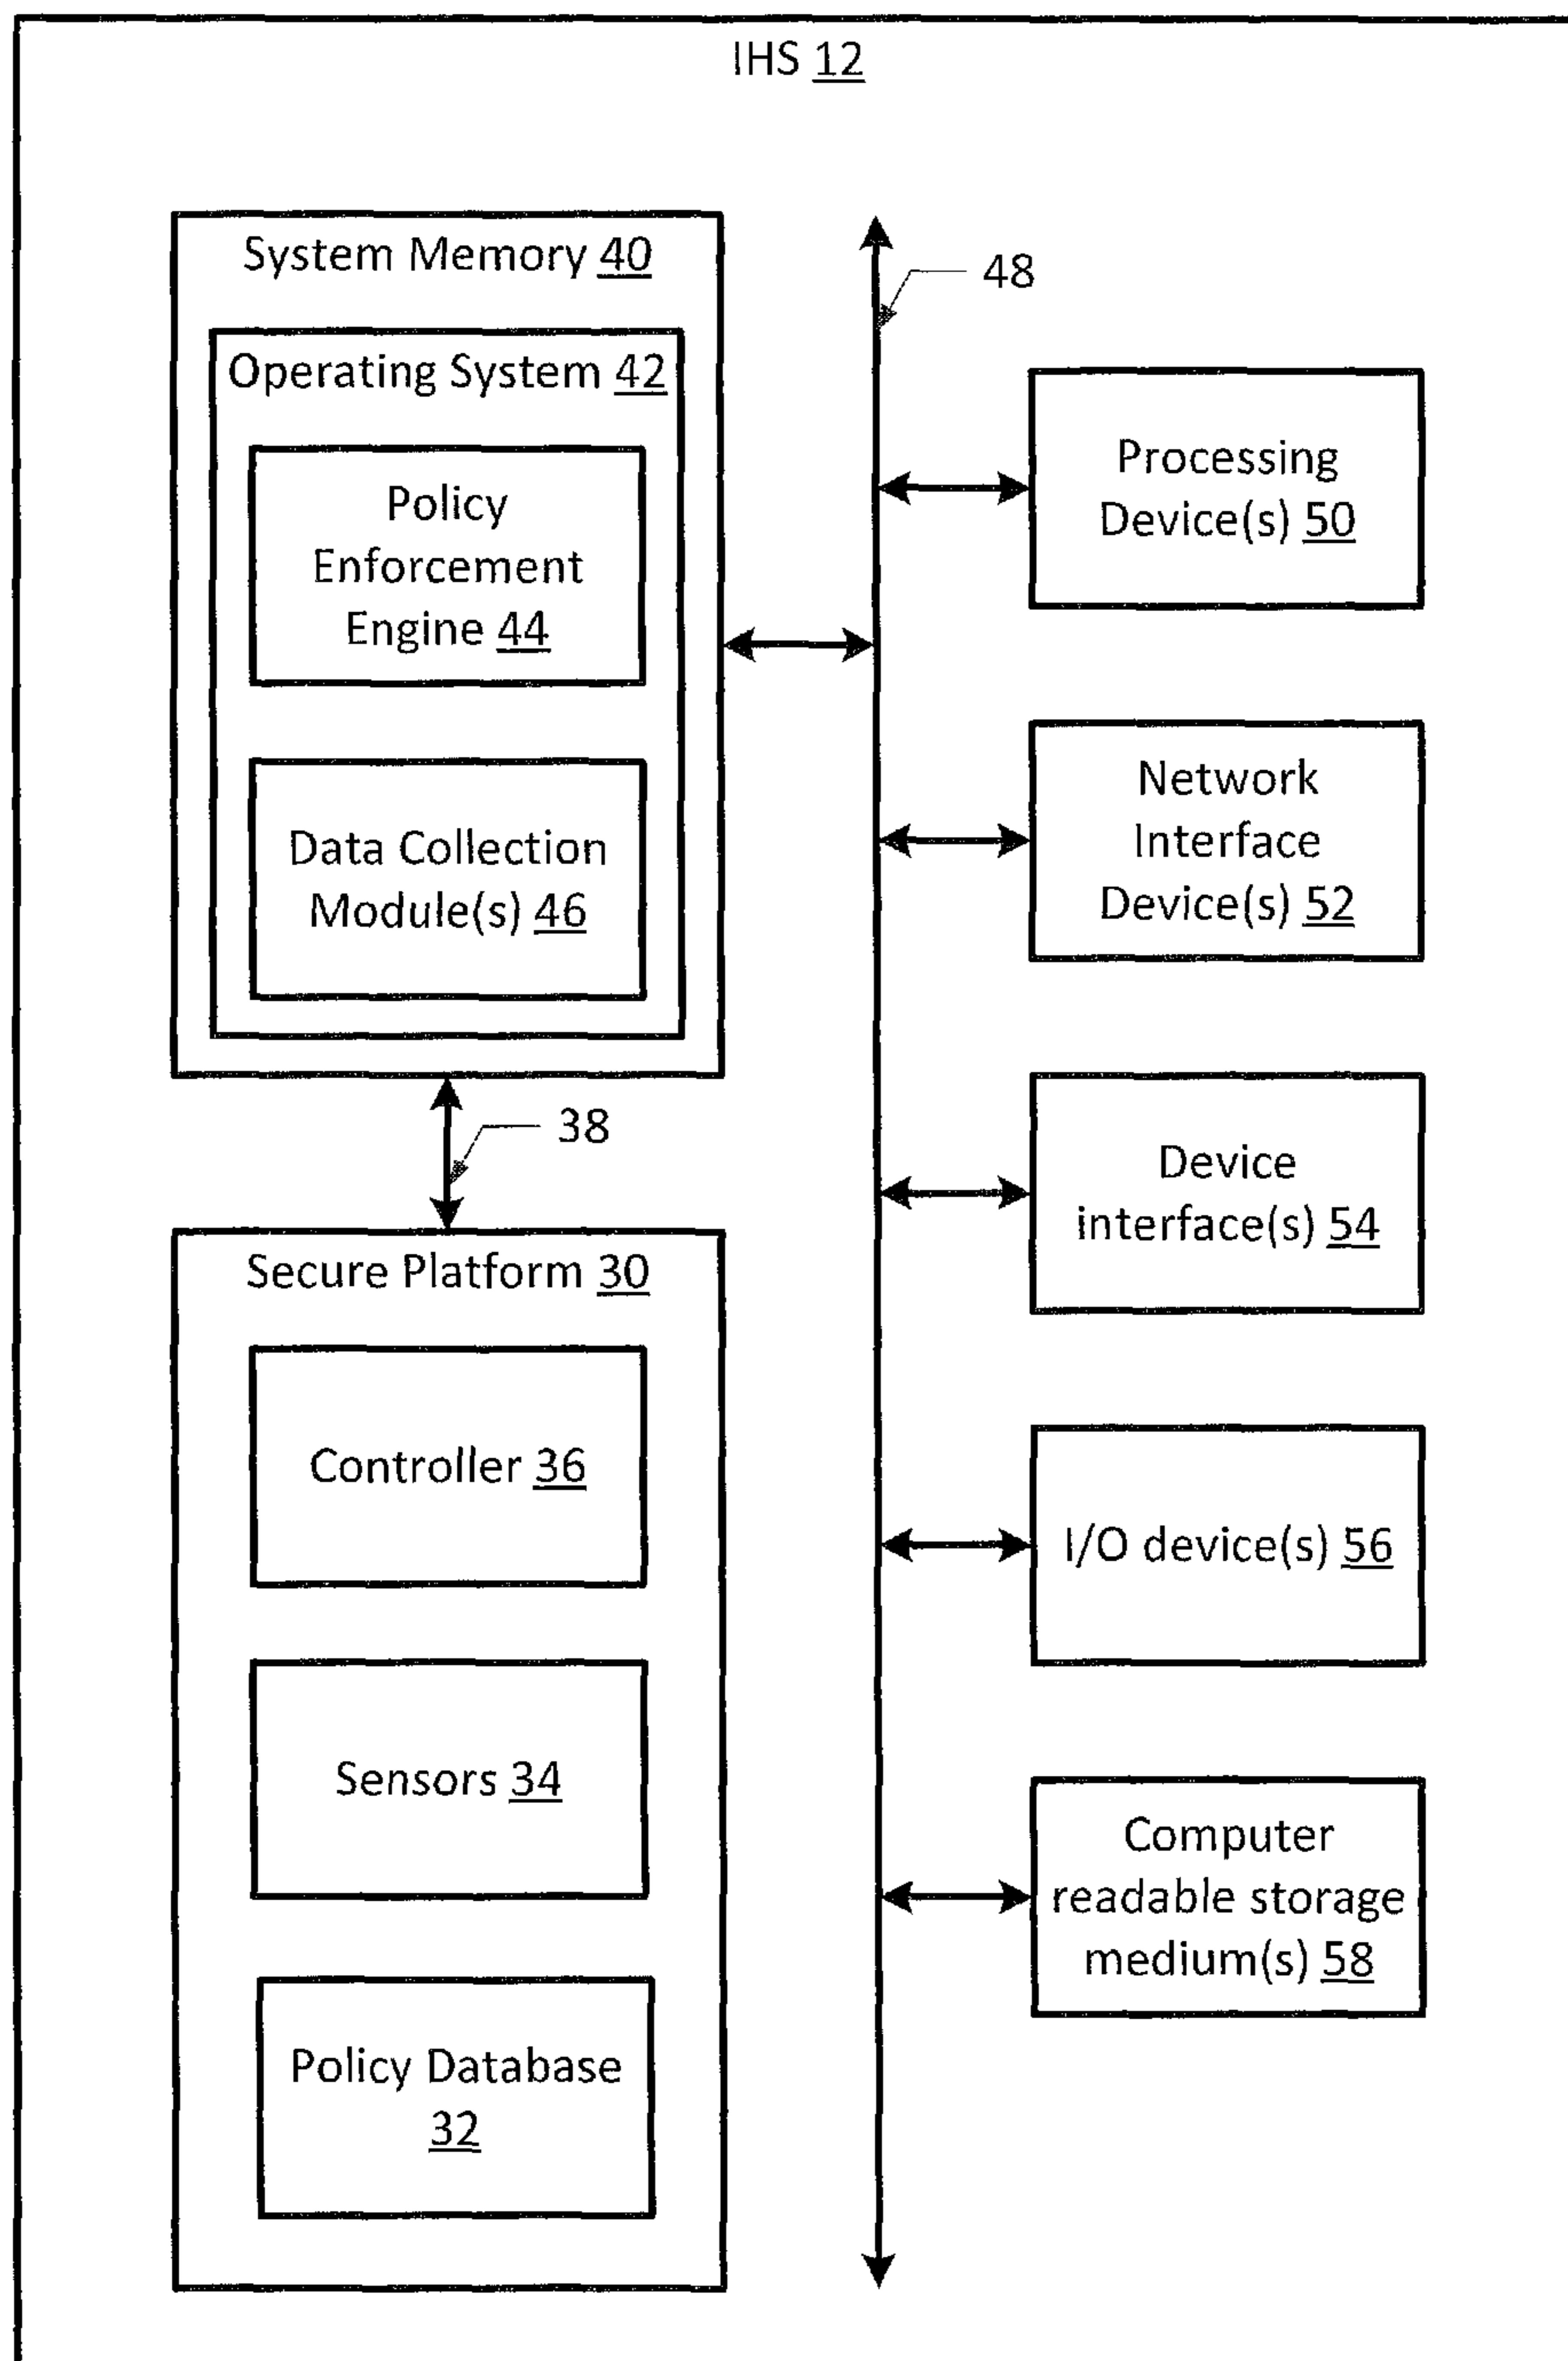 IHS 12
System Memory 40
Operating System 42
Policy
Enforcement
Engine 44
Data Collection
Module(s) 46
38
Secure Platform 30
Controller 36
Sensors 34
Policy Database
32
48
Processing
Device(s) 50
Network
Interface
Device(s) 52
Device
interface(s) 54
I/O device(s) 56
Computer
readable storage
medium(s) 58